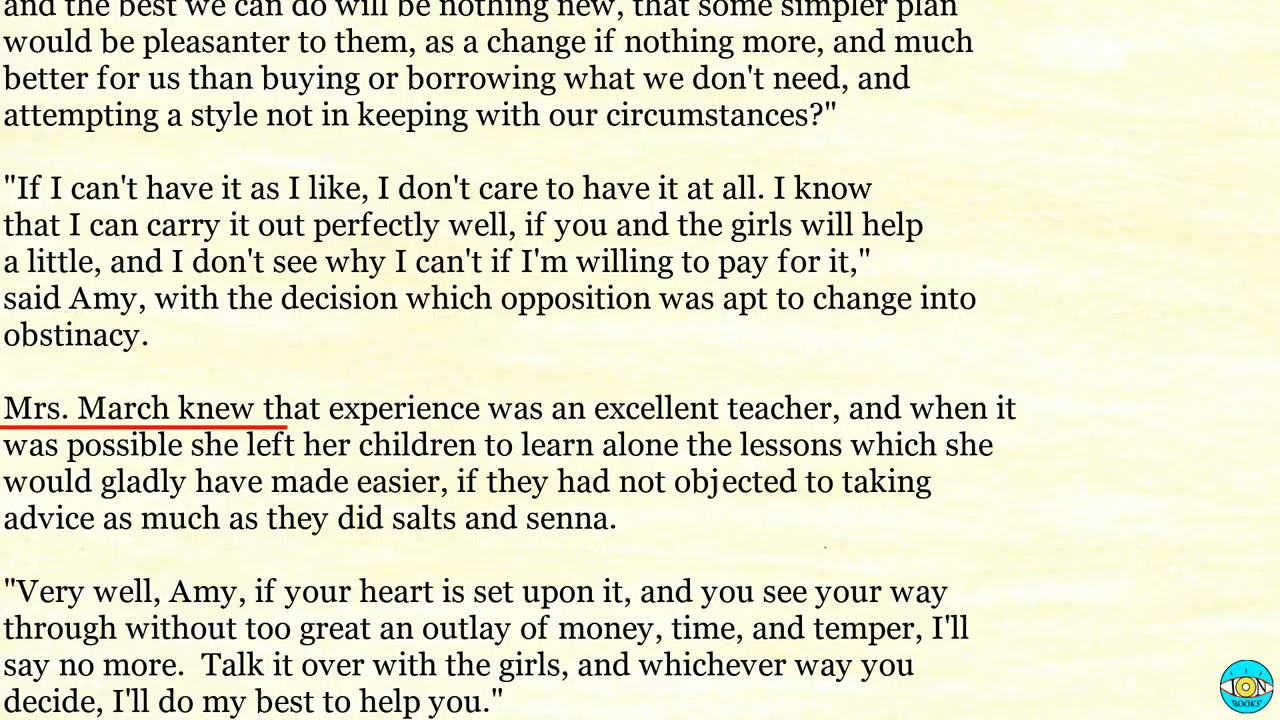 and the best we can do will be nothing new, that some simpler plan
would be pleasanter to them, as a change if nothing more, and much
better for us than buying or borrowing what we don't need, and
attempting a style not in keeping with our circumstances?"
"If I can't have it as I like, I don't care to have it at all. I know
that I can carry it out perfectly well, if you and the girls will help
a little, and I don't see why I can't if I'm willing to pay for it,"
said Amy, with the decision which opposition was apt to change into
obstinacy.
Mrs. March knew that experience was an excellent teacher, and when it
was possible she left her children to learn alone the lessons which she
would gladly have made easier, if they had not objected to taking
advice as much as they did salts and senna.
"Very well, Amy, if your heart is set upon it, and you see your way
through without too great an outlay of money, time, and temper, I'll
say no more.  Talk it over with the girls, and whichever way you
decide, I'll do my best to help you."
ION
BOOKS